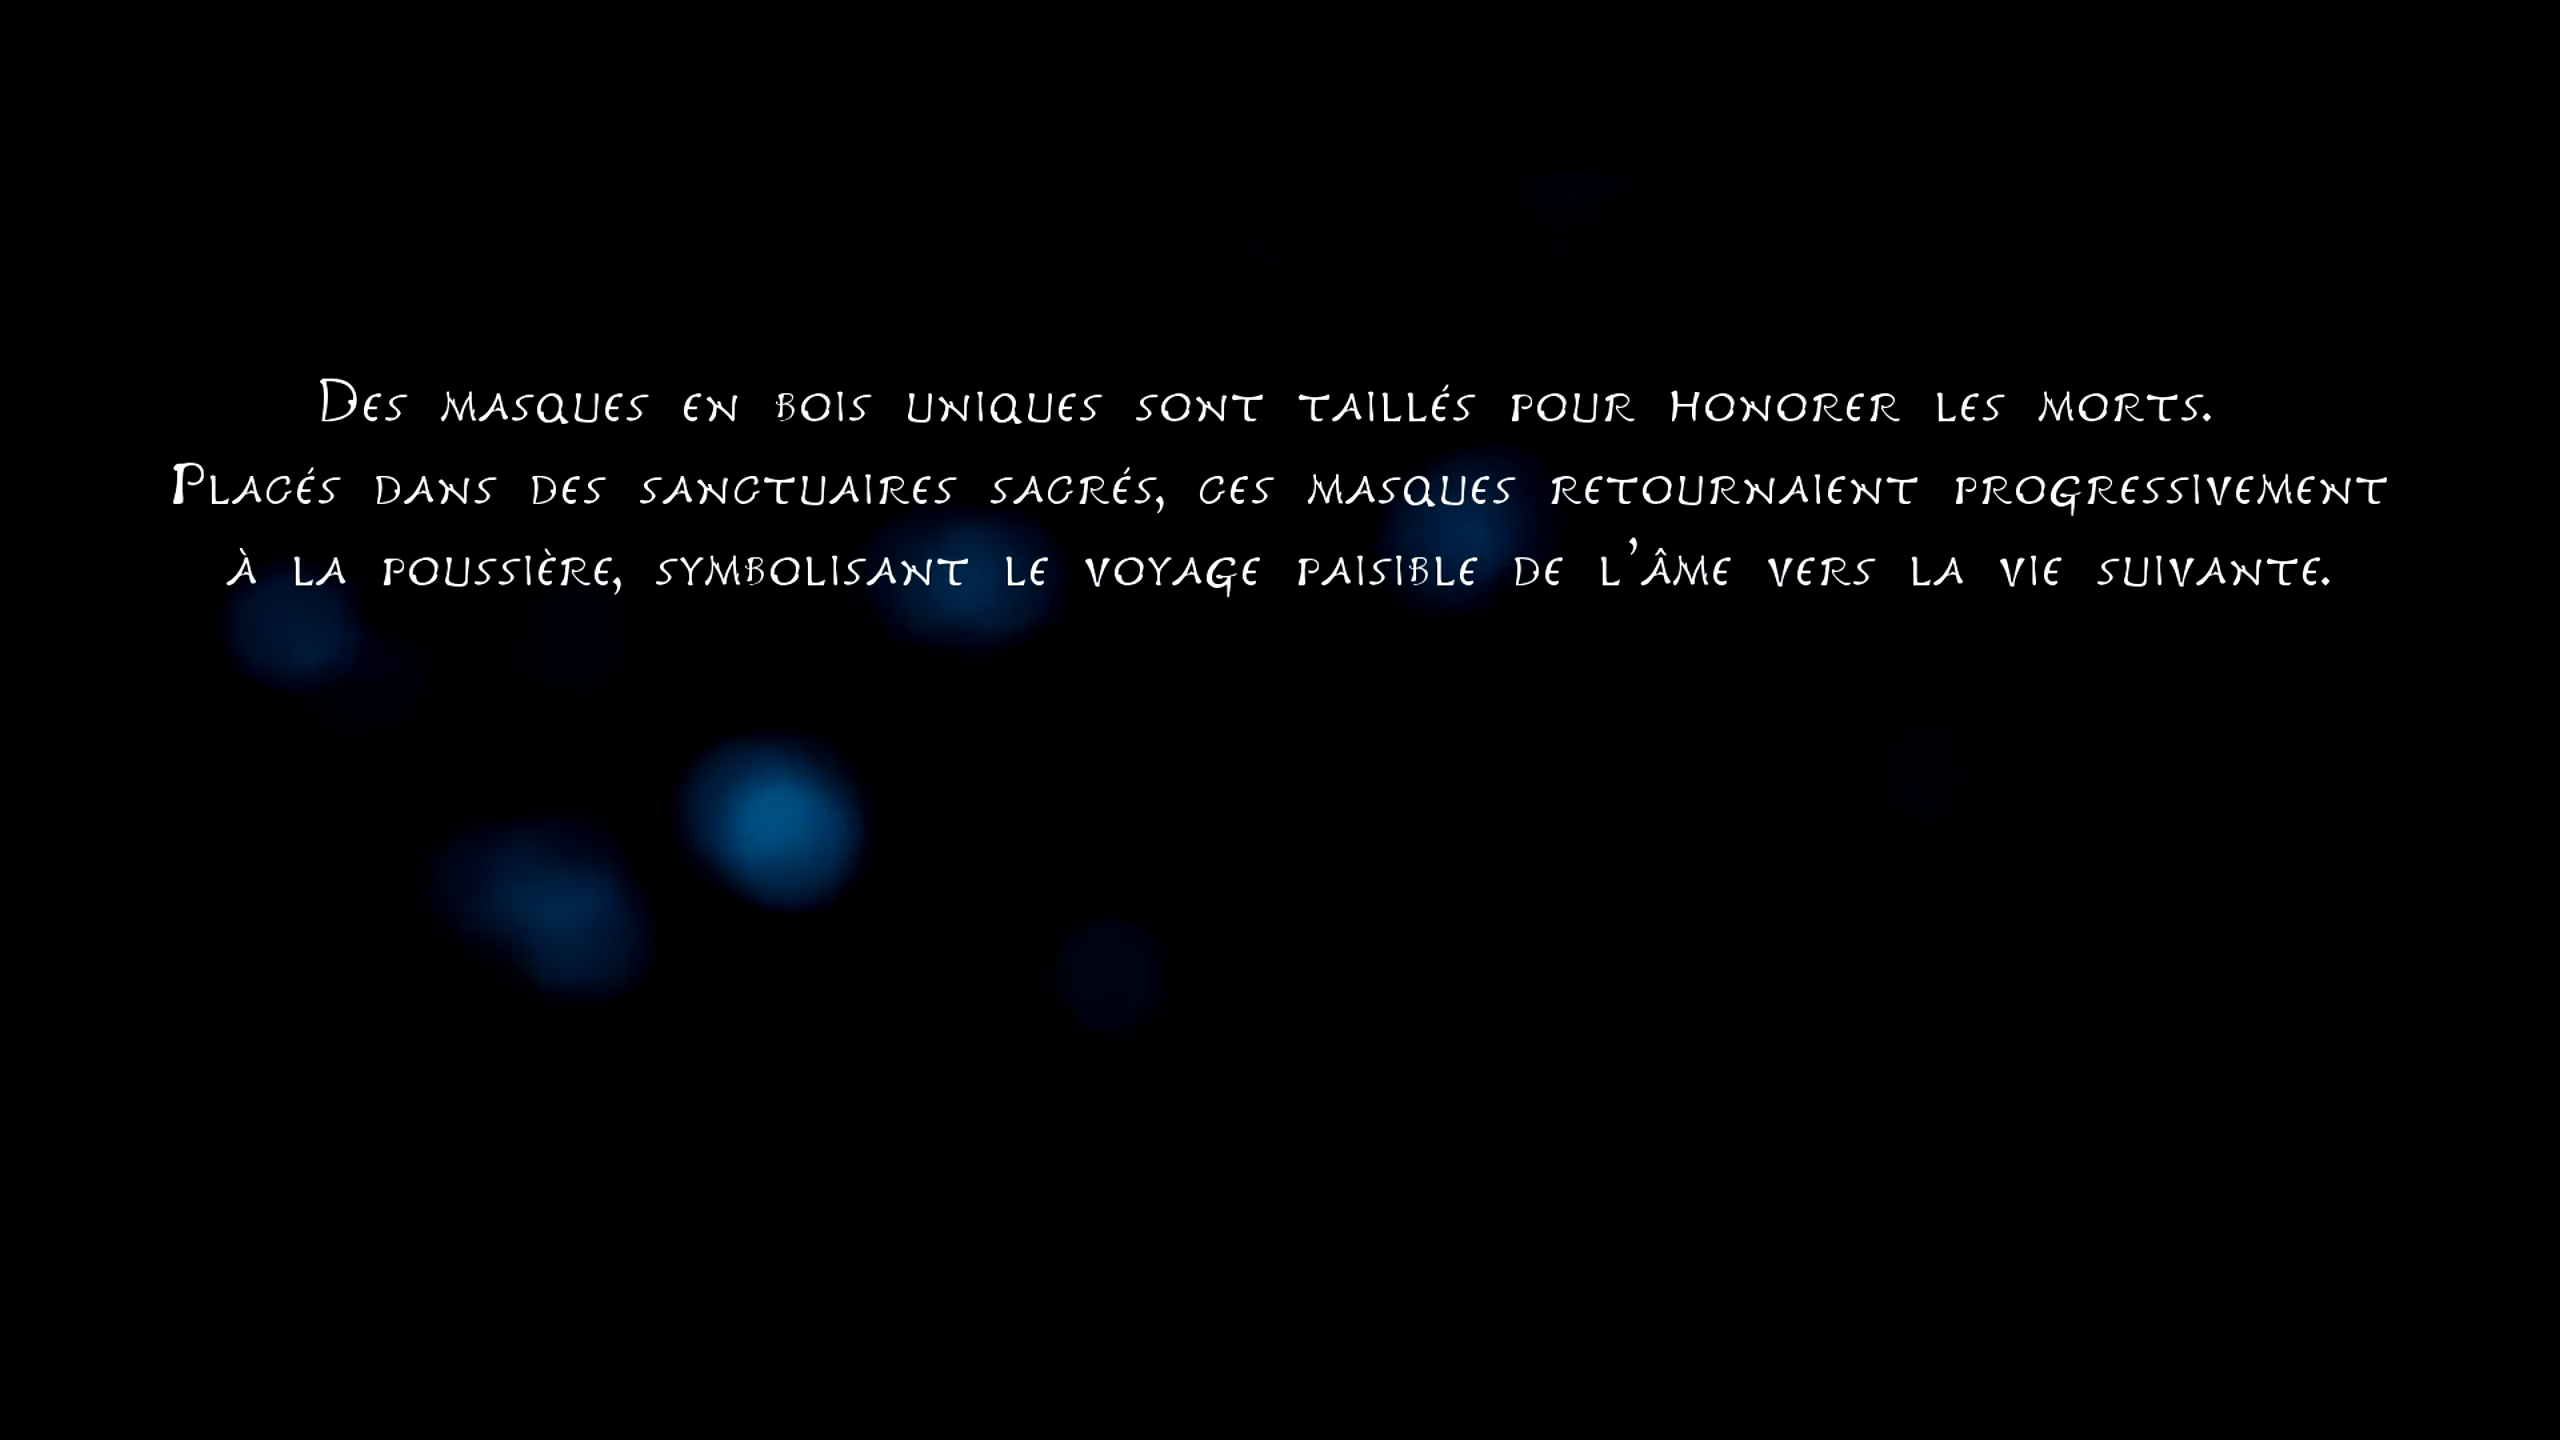 Des masques en bois uniques sont taillés pour honorer les morts.
Placés dans des sanctuaires sacrés, ces masques retournaient progressivement
à la poussière, symbolisant le voyage paisible de l’âme vers la vie suivante.